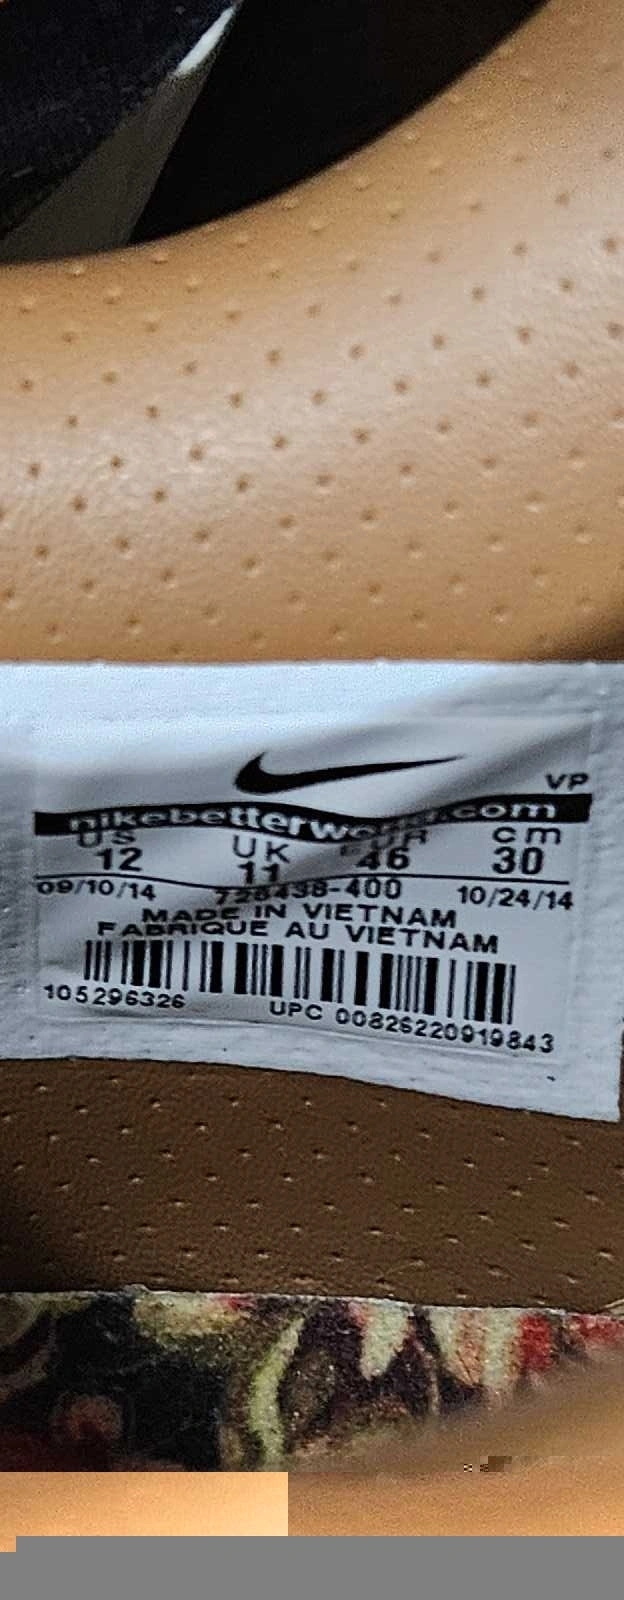 VP
nikebetterworld.com
US UK EUR cm
12 11 46 30
09/10/14 728438-400 10/24/14
MADE IN VIETNAM
FABRIQUE AU VIETNAM
105296326 UPC 00826220919843